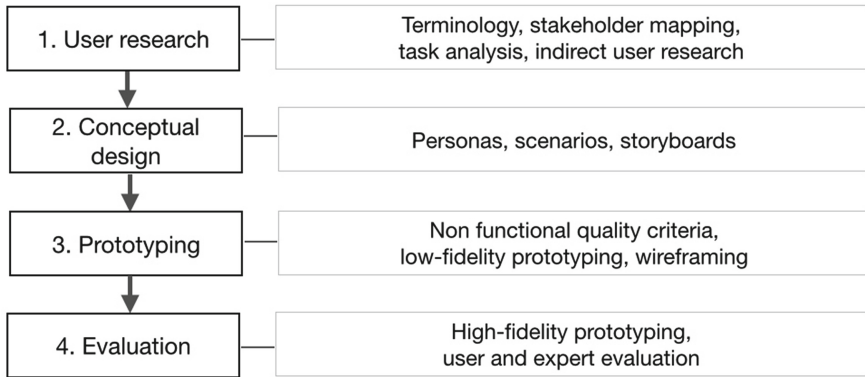 1. User research
Terminology, stakeholder mapping,
task analysis, indirect user research
2. Conceptual
design
Personas, scenarios, storyboards
3. Prototyping
Non functional quality criteria,
low-fidelity prototyping, wireframing
4. Evaluation
High-fidelity prototyping,
user and expert evaluation